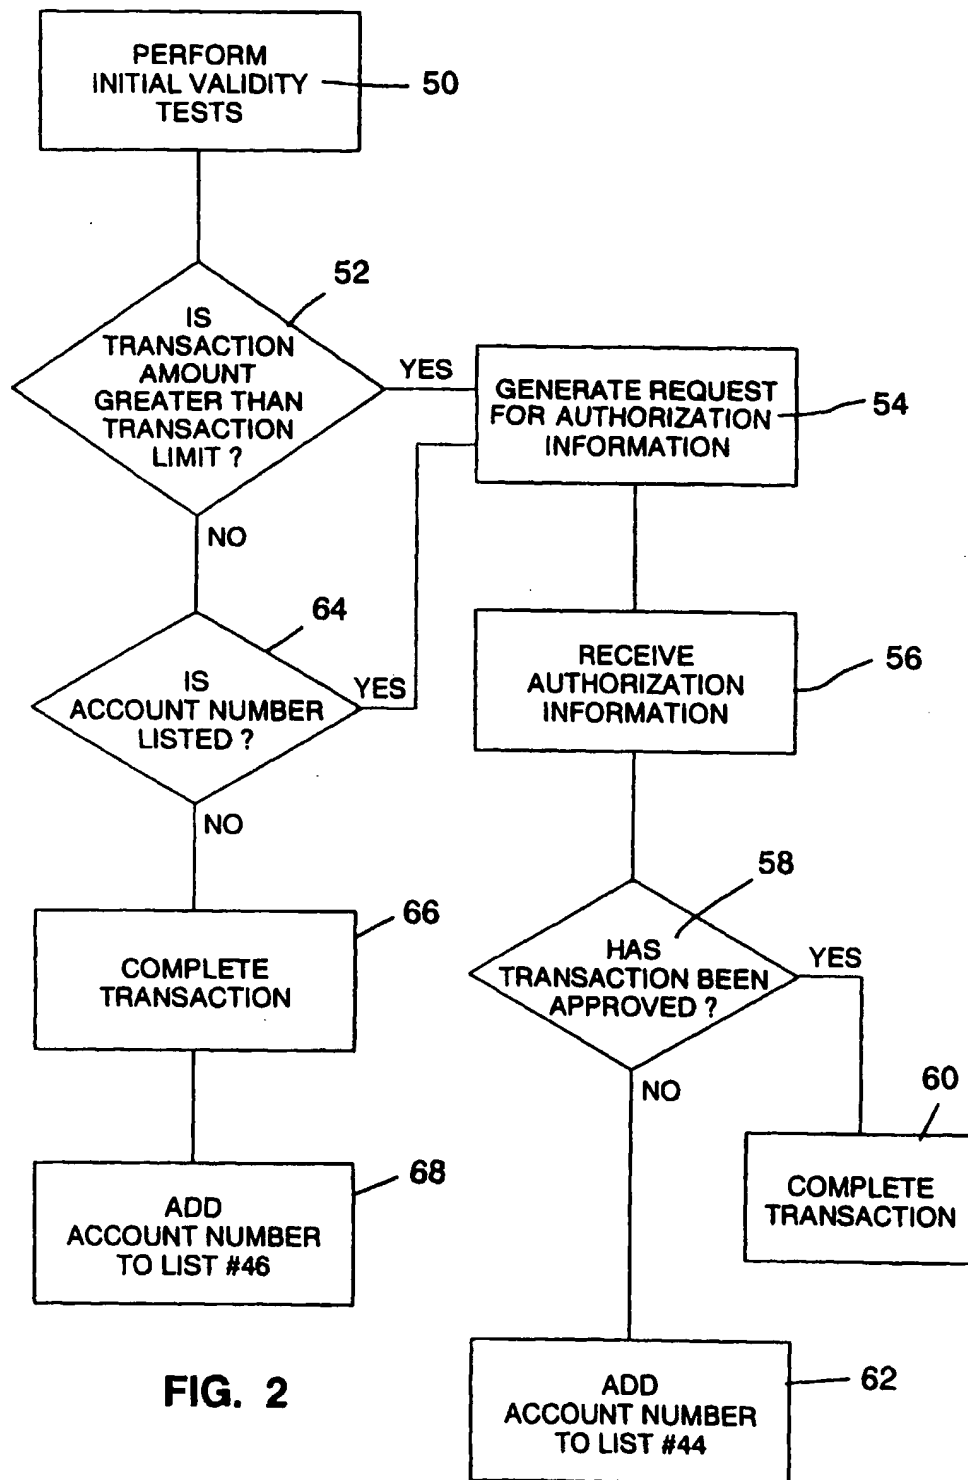 PERFORM
INITIAL VALIDITY
TESTS
50
52
IS
TRANSACTION
AMOUNT
GREATER THAN
TRANSACTION
LIMIT ?
YES
GENERATE REQUEST
FOR AUTHORIZATION
INFORMATION
54
NO
64
IS
ACCOUNT NUMBER
LISTED ?
YES
RECEIVE
AUTHORIZATION
INFORMATION
56
NO
58
HAS
TRANSACTION BEEN
APPROVED ?
YES
66
COMPLETE
TRANSACTION
NO
60
COMPLETE
TRANSACTION
68
ADD
ACCOUNT NUMBER
TO LIST #46
62
ADD
ACCOUNT NUMBER
TO LIST #44
FIG. 2